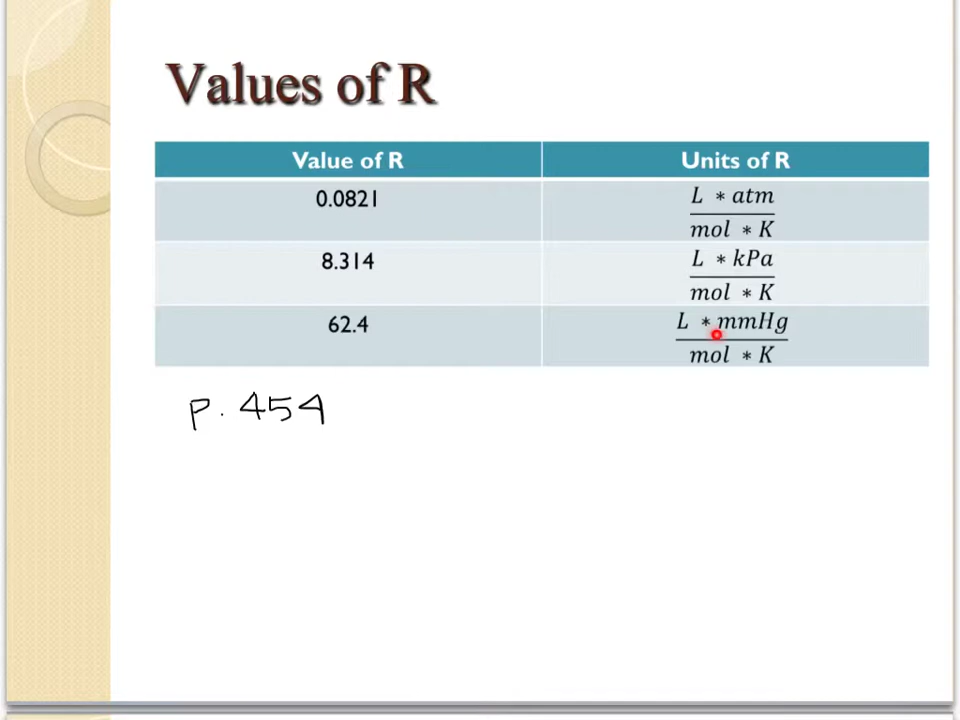 Values of R
Value of R Units of R
0.0821 L * atm / mol * K
8.314 L * kPa / mol * K
62.4 L * mmHg / mol * K
p. 454